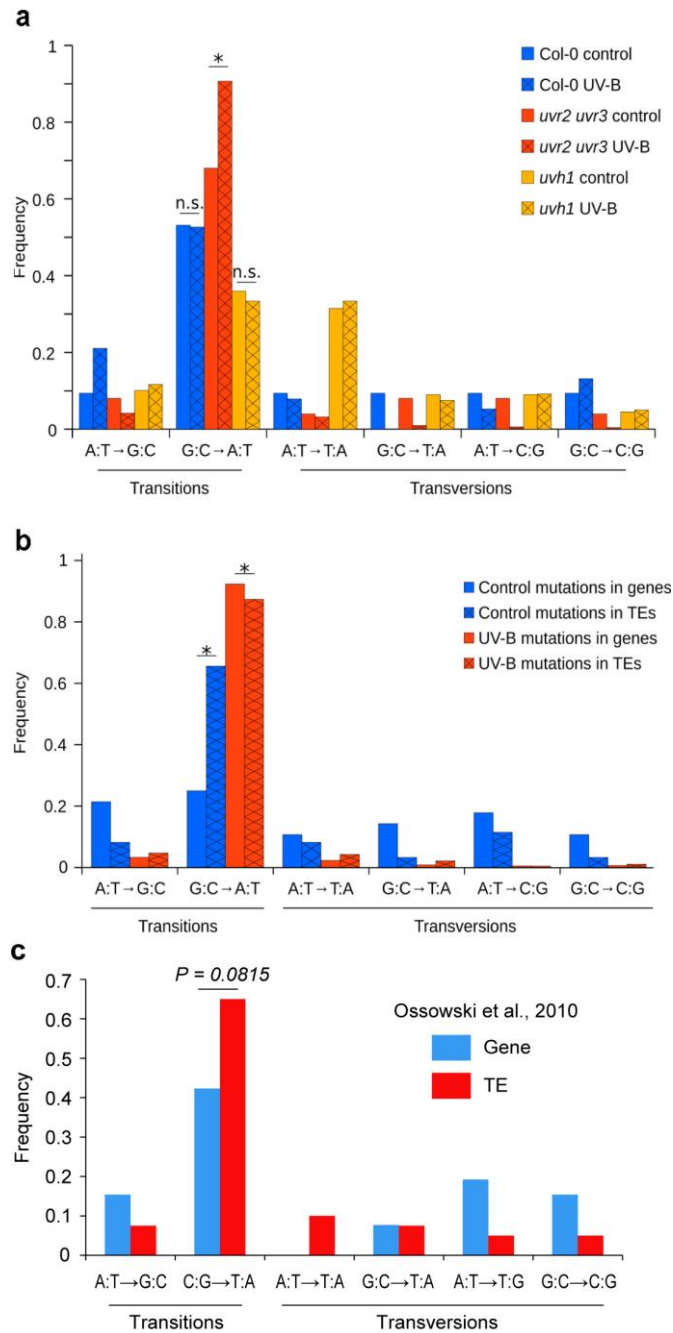 a
1
0.8
0.6
0.4
0.2
0
Frequency
n.s.
*
n.s.
Col-0 control
Col-0 UV-B
uvr2 uvr3 control
uvr2 uvr3 UV-B
uvh1 control
uvh1 UV-B
A:T→G:C G:C→A:T A:T→T:A G:C→T:A A:T→C:G G:C→C:G
Transitions Transversions
b
1
0.8
0.6
0.4
0.2
0
Frequency
*
*
Control mutations in genes
Control mutations in TEs
UV-B mutations in genes
UV-B mutations in TEs
A:T→G:C G:C→A:T A:T→T:A G:C→T:A A:T→C:G G:C→C:G
Transitions Transversions
c
0.7
0.6
0.5
0.4
0.3
0.2
0.1
0
Frequency
P = 0.0815
Ossowski et al., 2010
Gene
TE
A:T→G:C C:G→T:A A:T→T:A G:C→T:A A:T→T:G G:C→C:G
Transitions Transversions